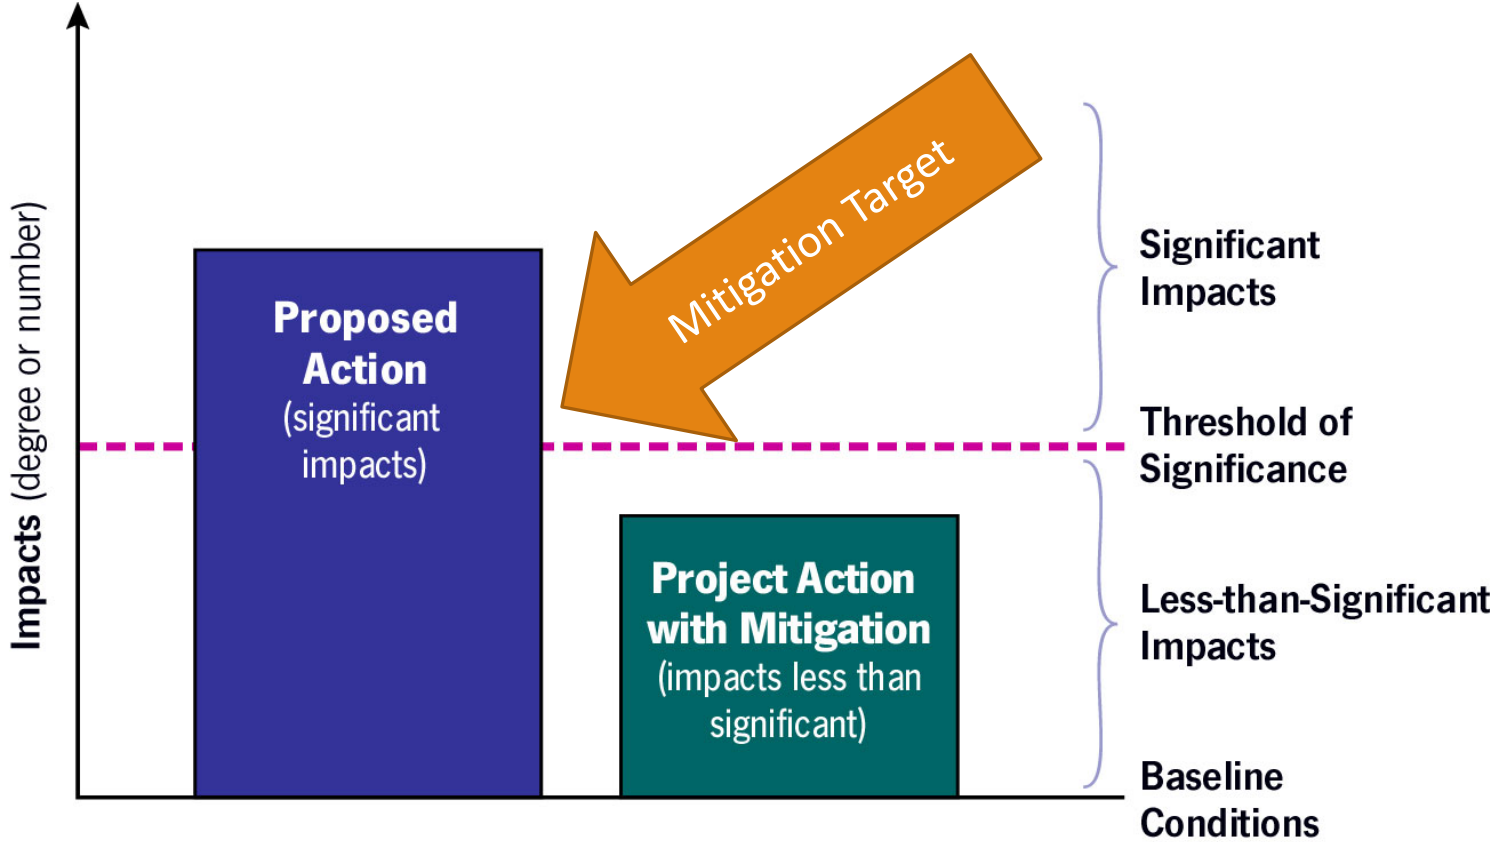 Impacts (degree or number)
Proposed
Action
(significant
impacts)
Mitigation Target
Project Action
with Mitigation
(impacts less than
significant)
Significant
Impacts
Threshold of
Significance
Less-than-Significant
Impacts
Baseline
Conditions